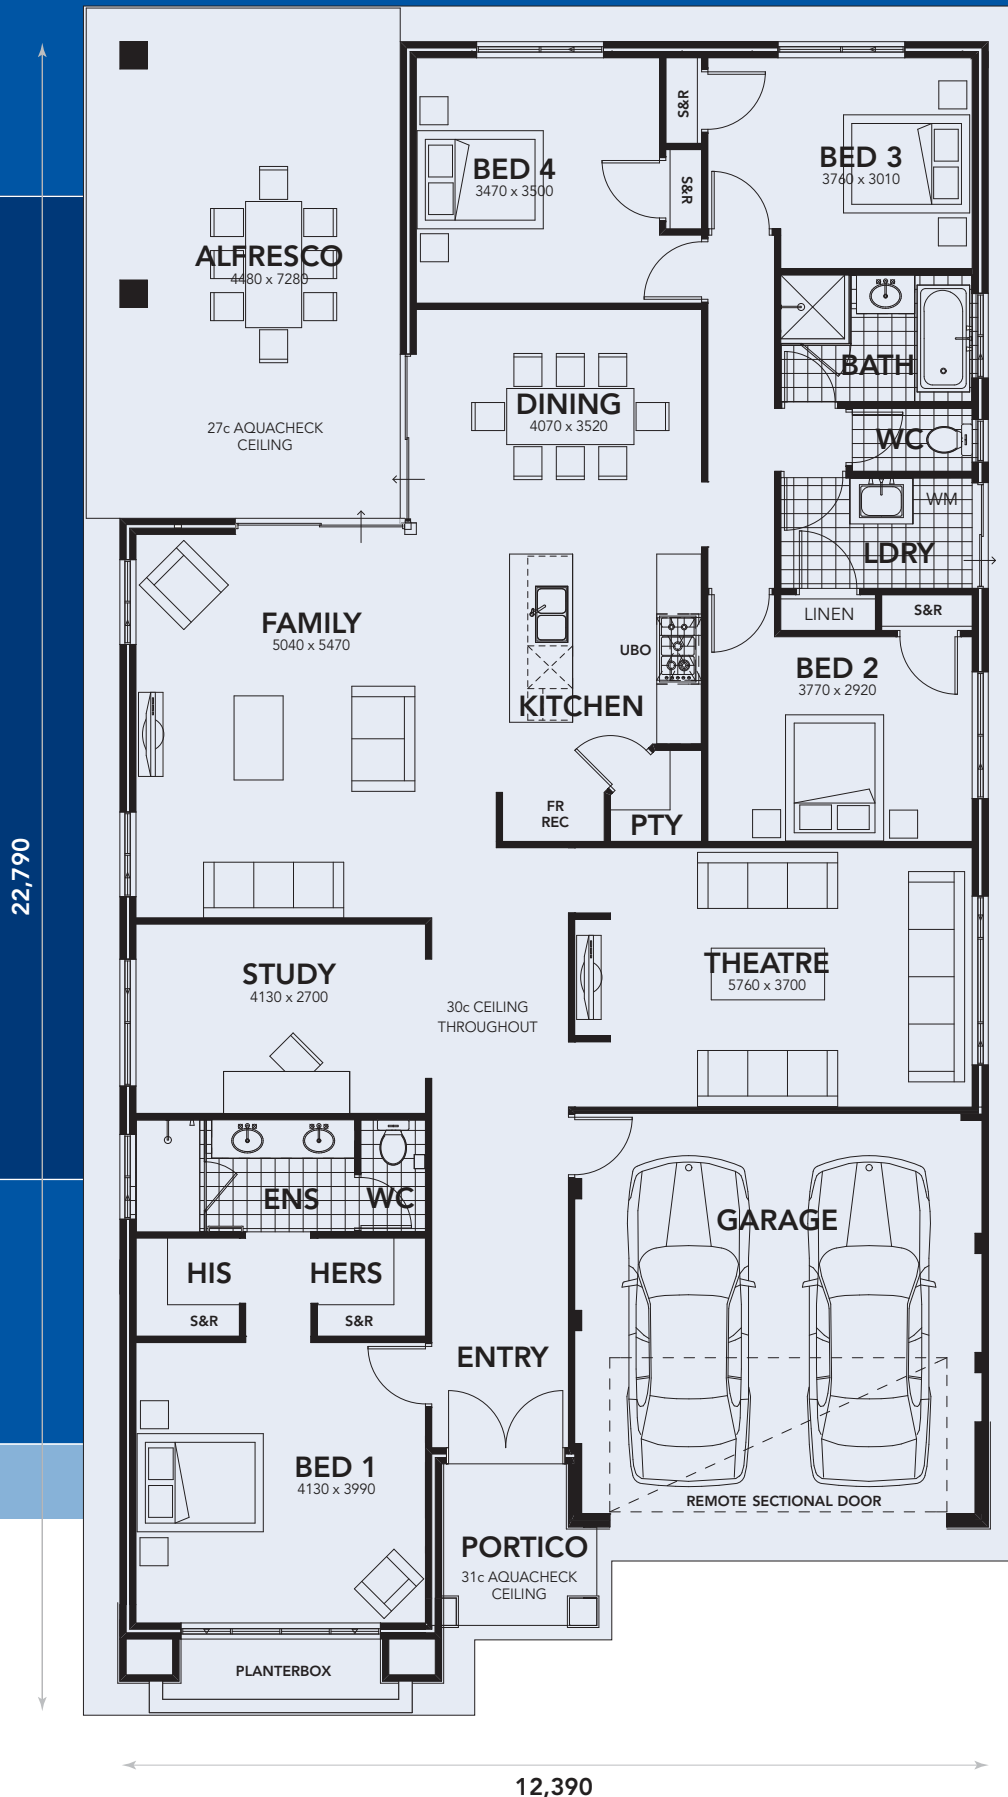 S&R
S&R
BED 4
3470 x 3500
BED 3
3760 x 3010
ALFRESCO
4480 x 7280
27c AQUACHECK
CEILING
DINING
4070 x 3520
BATH
WC
WM
LDRY
LINEN
S&R
FAMILY
5040 x 5470
UBO
KITCHEN
BED 2
3770 x 2920
FR
REC
PTY
22,790
STUDY
4130 x 2700
30c CEILING
THROUGHOUT
THEATRE
5760 x 3700
ENS
WC
GARAGE
HIS
HERS
S&R
S&R
ENTRY
BED 1
4130 x 3990
REMOTE SECTIONAL DOOR
PORTICO
31c AQUACHECK
CEILING
PLANTERBOX
12,390